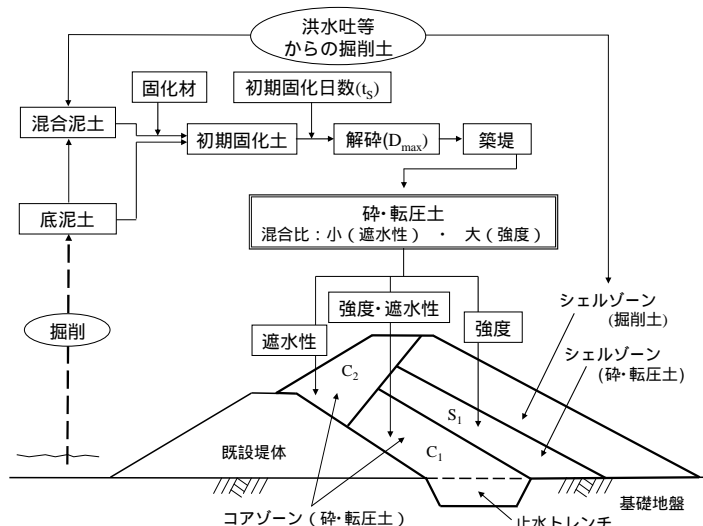 洪水吐等
からの掘削土
固化材
初期固化日数(tS)
混合泥土
初期固化土
解砕(Dmax)
築堤
底泥土
砕・転圧土
混合比：小（遮水性）　・　大（強度）
掘削
遮水性
強度・遮水性
強度
シェルゾーン
(掘削土)
シェルゾーン
(砕・転圧土)
C2
S1
C1
既設堤体
基礎地盤
コアゾーン（砕・転圧土）
止水トレンチ